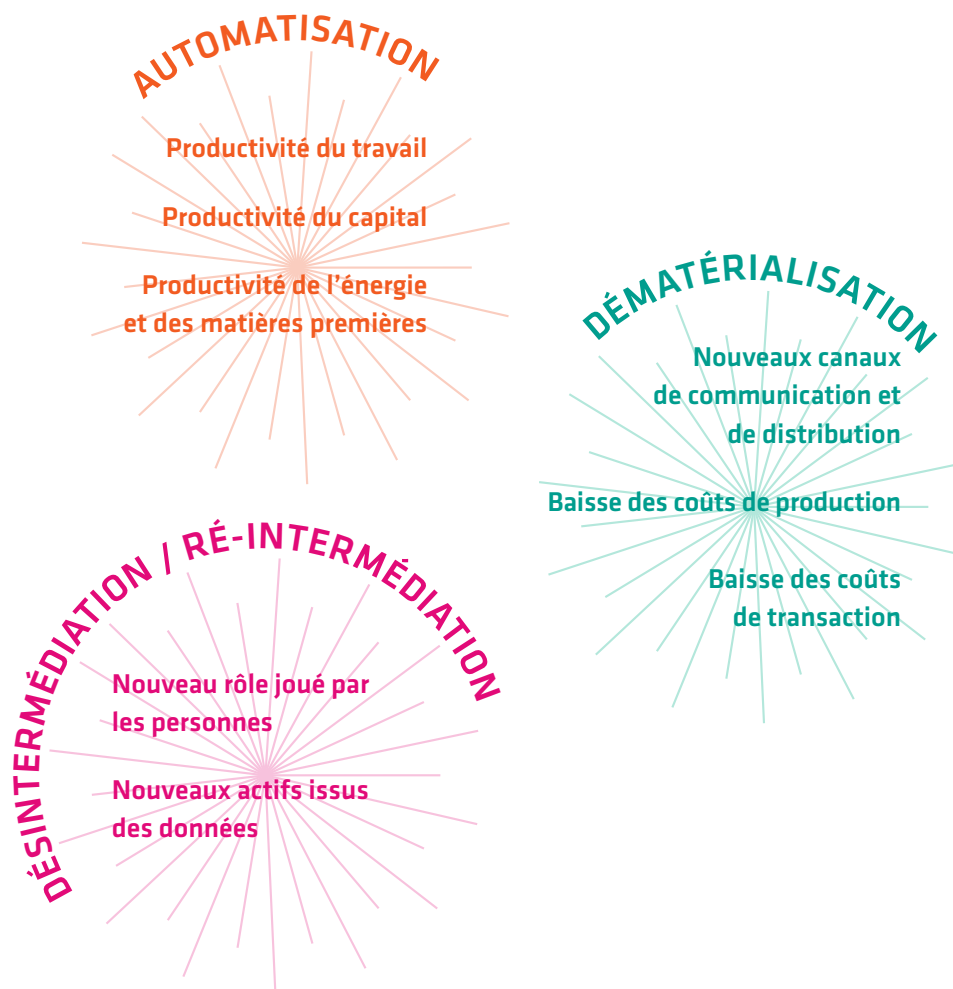 AUTOMATISATION
Productivité du travail
Productivité du capital
Productivité de l’énergie
et des matières premières
DÉMATÉRIALISATION
Nouveaux canaux
de communication et
de distribution
Baisse des coûts de production
Baisse des coûts
de transaction
DÉSINTERMÉDIATION / RÉ-INTERMÉDIATION
Nouveau rôle joué par
les personnes
Nouveaux actifs issus
des données